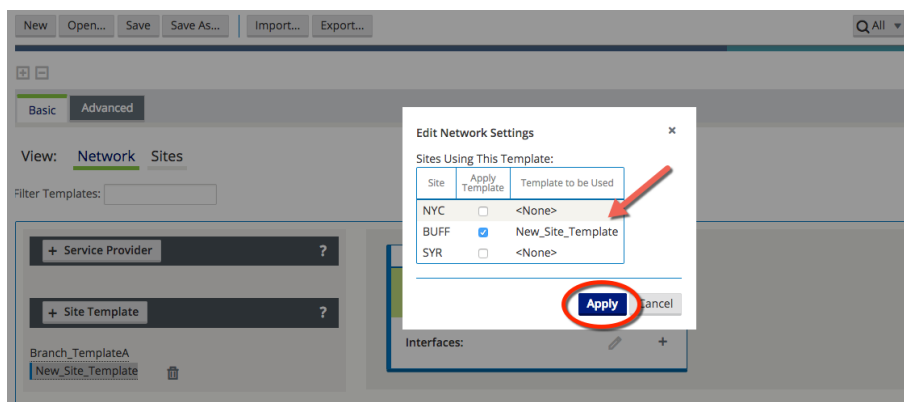 New Open... Save Save As... Import... Export... All
Basic Advanced
View: Network Sites
Filter Templates:
+ Service Provider ?
+ Site Template ?
Branch_TemplateA
New_Site_Template
Edit Network Settings ×
Sites Using This Template:
Site Apply Template Template to be Used
NYC <None>
BUFF New_Site_Template
SYR <None>
Apply Cancel
Interfaces: +